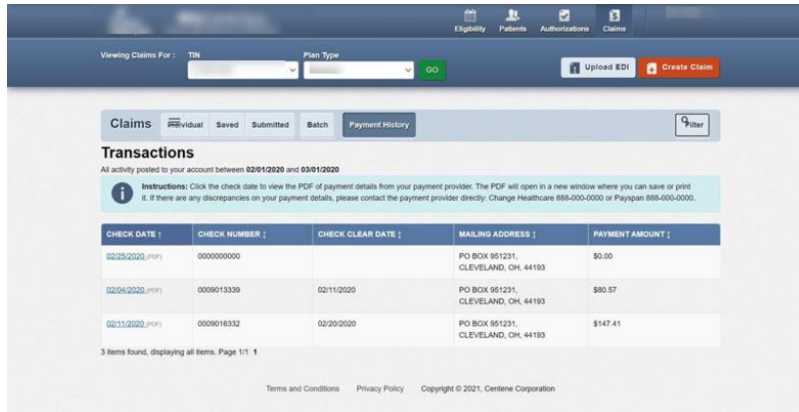 Eligibility Patients Authorizations Claims
Viewing Claims For : TIN Plan Type
GO Upload EDI Create Claim
Claims Individual Saved Submitted Batch Payment History Filter
Transactions
All activity posted to your account between 02/01/2020 and 03/01/2020
Instructions: Click the check date to view the PDF of payment details from your payment provider. The PDF will open in a new window where you can save or print
it. If there are any discrepancies on your payment details, please contact the payment provider directly: Change Healthcare 888-000-0000 or Payspan 888-000-0000.
CHECK DATE CHECK NUMBER CHECK CLEAR DATE MAILING ADDRESS PAYMENT AMOUNT
02/25/2020 (PDF) 0000000000 PO BOX 951231, $0.00
CLEVELAND, OH, 44193
02/04/2020 (PDF) 0009013339 02/11/2020 PO BOX 951231, $80.57
CLEVELAND, OH, 44193
02/11/2020 (PDF) 0009016332 02/20/2020 PO BOX 951231, $147.41
CLEVELAND, OH, 44193
3 items found, displaying all items. Page 1/1 1
Terms and Conditions Privacy Policy Copyright © 2021, Centene Corporation